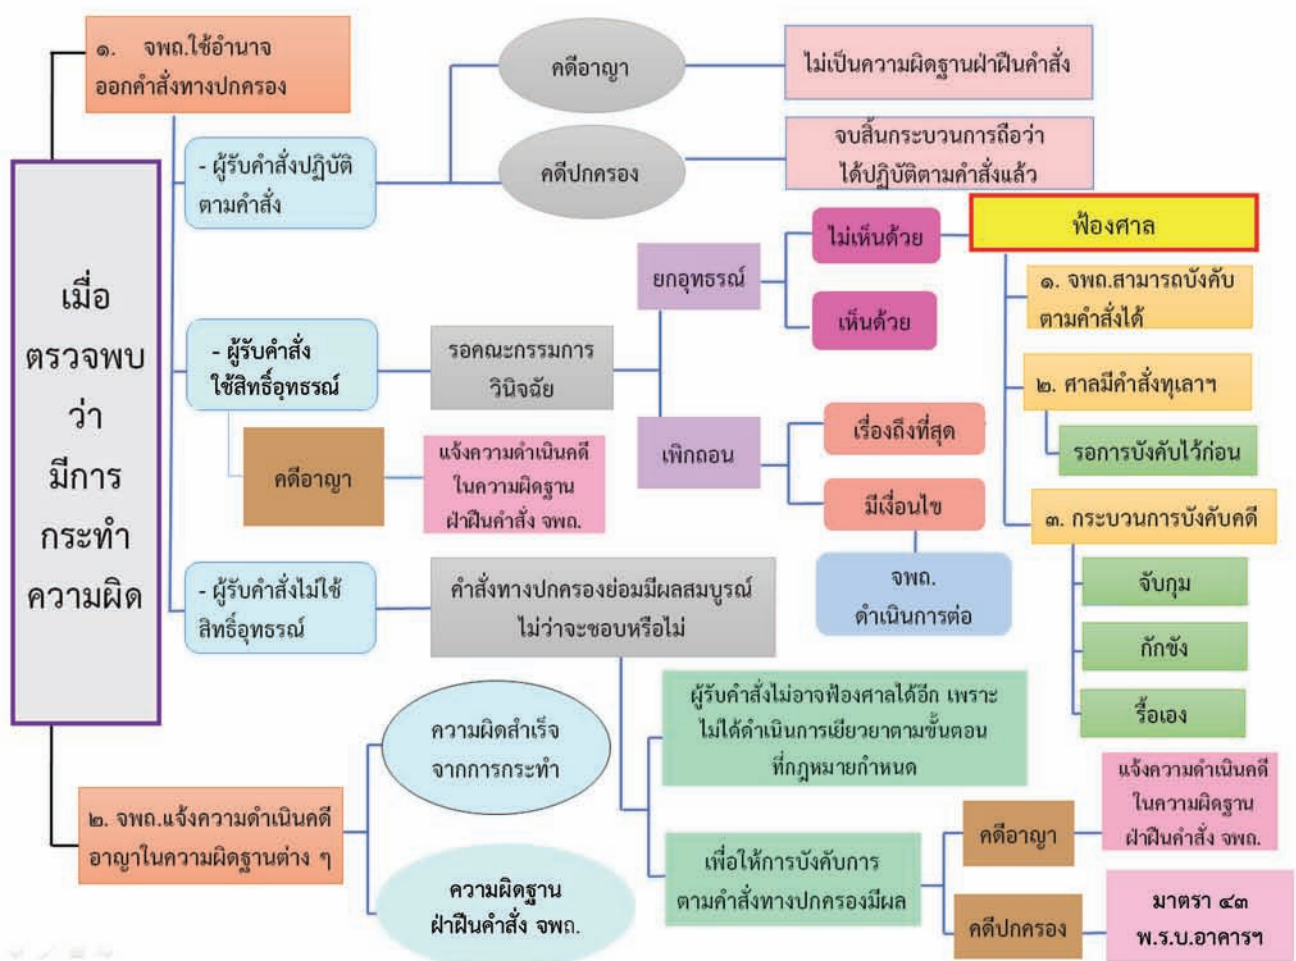 เมื่อ
ตรวจพบ
ว่า
มีการ
กระทำ
ความผิด
๑. จพถ.ใช้อำนาจ
ออกคำสั่งทางปกครอง
- ผู้รับคำสั่งปฏิบัติ
ตามคำสั่ง
คดีอาญา
ไม่เป็นความผิดฐานฝ่าฝืนคำสั่ง
คดีปกครอง
จบสิ้นกระบวนการถือว่า
ได้ปฏิบัติตามคำสั่งแล้ว
- ผู้รับคำสั่ง
ใช้สิทธิ์อุทธรณ์
รอคณะกรรมการ
วินิจฉัย
ยกอุทธรณ์
ไม่เห็นด้วย
ฟ้องศาล
๑. จพถ.สามารถบังคับ
ตามคำสั่งได้
๒. ศาลมีคำสั่งทุเลาฯ
รอการบังคับไว้ก่อน
๓. กระบวนการบังคับคดี
จับกุม
กักขัง
รื้อเอง
เห็นด้วย
เพิกถอน
เรื่องถึงที่สุด
มีเงื่อนไข
จพถ.
ดำเนินการต่อ
คดีอาญา
แจ้งความดำเนินคดี
ในความผิดฐาน
ฝ่าฝืนคำสั่ง จพถ.
- ผู้รับคำสั่งไม่ใช้
สิทธิ์อุทธรณ์
คำสั่งทางปกครองย่อมมีผลสมบูรณ์
ไม่ว่าจะชอบหรือไม่
ผู้รับคำสั่งไม่อาจฟ้องศาลได้อีก เพราะ
ไม่ได้ดำเนินการเยียวยาตามขั้นตอน
ที่กฎหมายกำหนด
เพื่อให้การบังคับการ
ตามคำสั่งทางปกครองมีผล
คดีอาญา
แจ้งความดำเนินคดี
ในความผิดฐาน
ฝ่าฝืนคำสั่ง จพถ.
คดีปกครอง
มาตรา ๔๓
พ.ร.บ.อาคารฯ
๒. จพถ.แจ้งความดำเนินคดี
อาญาในความผิดฐานต่าง ๆ
ความผิดสำเร็จ
จากการกระทำ
ความผิดฐาน
ฝ่าฝืนคำสั่ง จพถ.